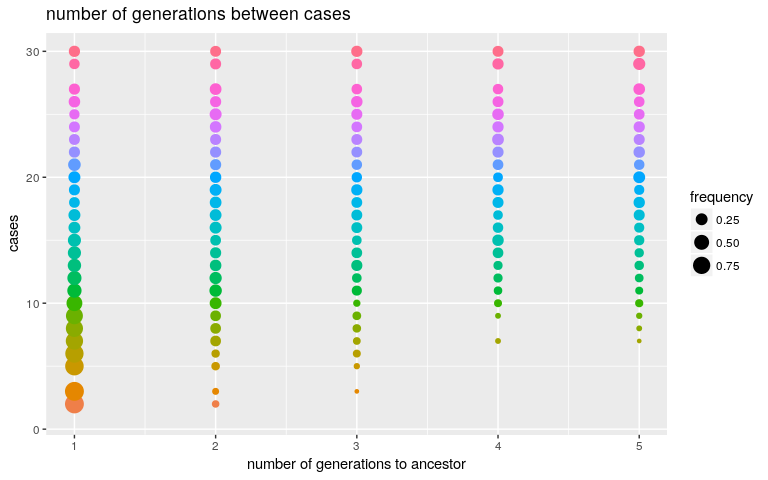 number of generations between cases
30
20
10
0
cases
1 2 3 4 5
number of generations to ancestor
frequency
0.25
0.50
0.75